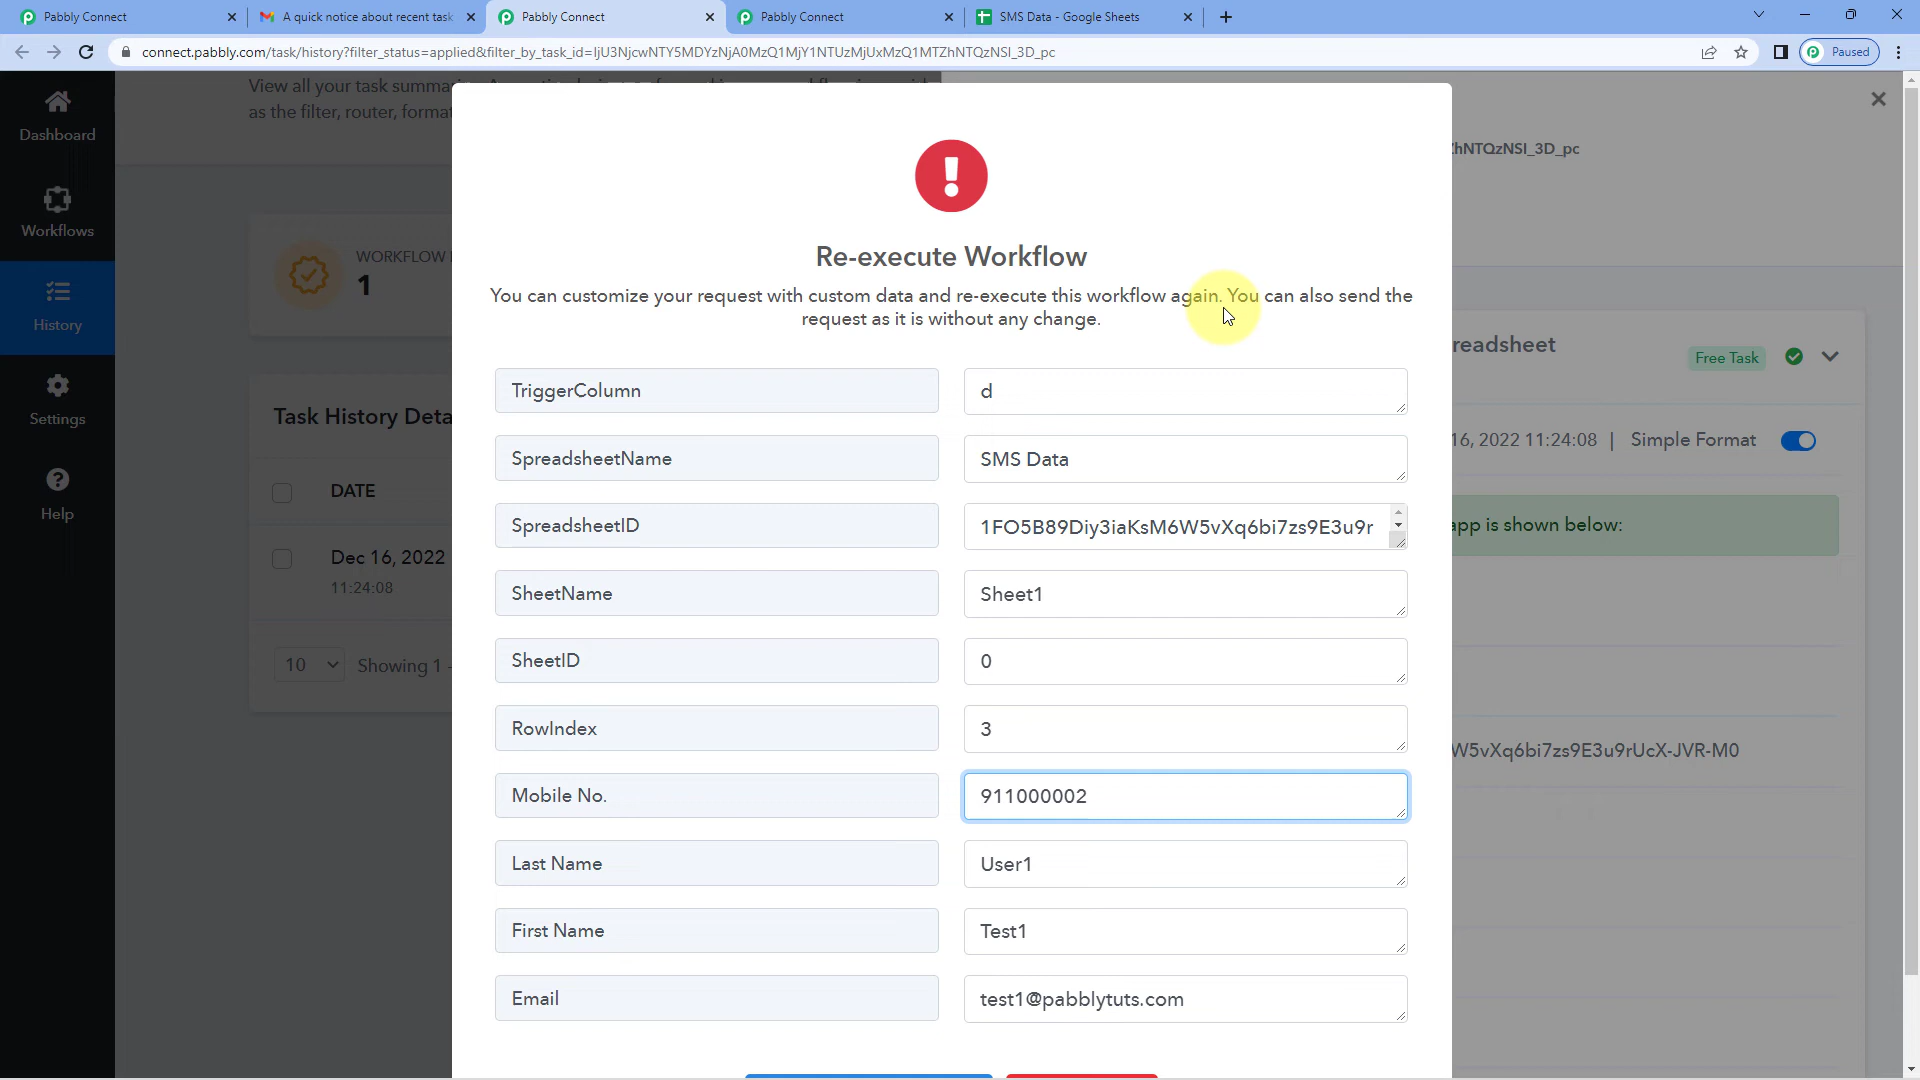 Pabbly Connect
A quick notice about recent task
Pabbly Connect
Pabbly Connect
SMS Data - Google Sheets
connect.pabbly.com/task/history?filter_status=applied&filter_by_task_id=IjU3NjcwNTY5MDYzNjA0MzQ1MjY1NTUzMjUxMzQ1MTZhNTQzNSI_3D_pc
Paused
Dashboard
Workflows
History
Settings
Help
View all your task summa
as the filter, router, format
WORKFLOW
1
Task History Deta
DATE
Dec 16, 2022
11:24:08
10
Showing 1 -
Re-execute Workflow
You can customize your request with custom data and re-execute this workflow again. You can also send the
request as it is without any change.
TriggerColumn
d
SpreadsheetName
SMS Data
SpreadsheetID
1FO5B89Diy3iaKsM6W5vXq6bi7zs9E3u9r
SheetName
Sheet1
SheetID
0
RowIndex
3
Mobile No.
911000002
Last Name
User1
First Name
Test1
Email
test1@pabblytuts.com
hNTQzNSI_3D_pc
readsheet
Free Task
16, 2022 11:24:08 | Simple Format
app is shown below:
W5vXq6bi7zs9E3u9rUcX-JVR-M0